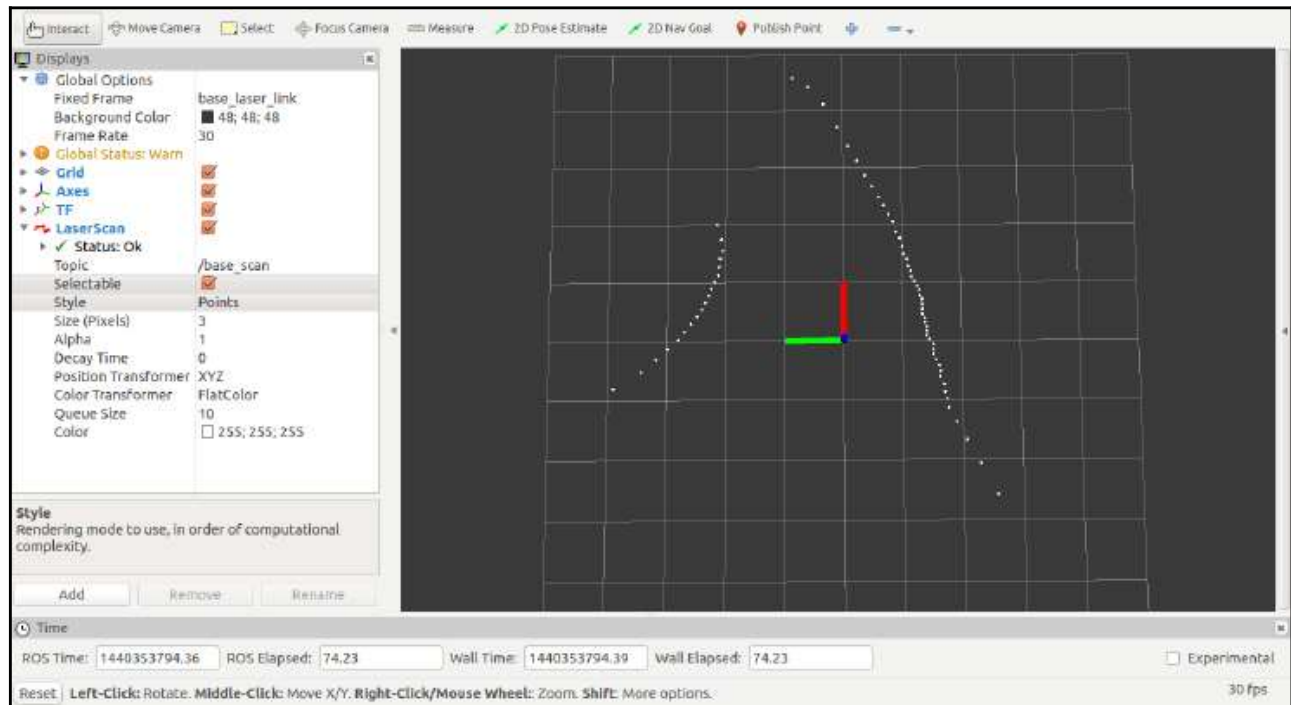 Interact Move Camera Select Focus Camera Measure 2D Pose Estimate 2D Nav Goal Publish Point
Displays
Global Options
Fixed Frame base_laser_link
Background Color 48; 48; 48
Frame Rate 30
Global Status: Warn
Grid
Axes
TF
LaserScan
Status: Ok
Topic /base_scan
Selectable
Style Points
Size (Pixels) 3
Alpha 1
Decay Time 0
Position Transformer XYZ
Color Transformer FlatColor
Queue Size 10
Color 255; 255; 255
Style
Rendering mode to use, in order of computational
complexity.
Add Remove Rename
Time
ROS Time: 1440353794.36 ROS Elapsed: 74.23 Wall Time: 1440353794.39 Wall Elapsed: 74.23 Experimental
Reset Left-Click: Rotate. Middle-Click: Move X/Y. Right-Click/Mouse Wheel: Zoom. Shift: More options. 30 fps